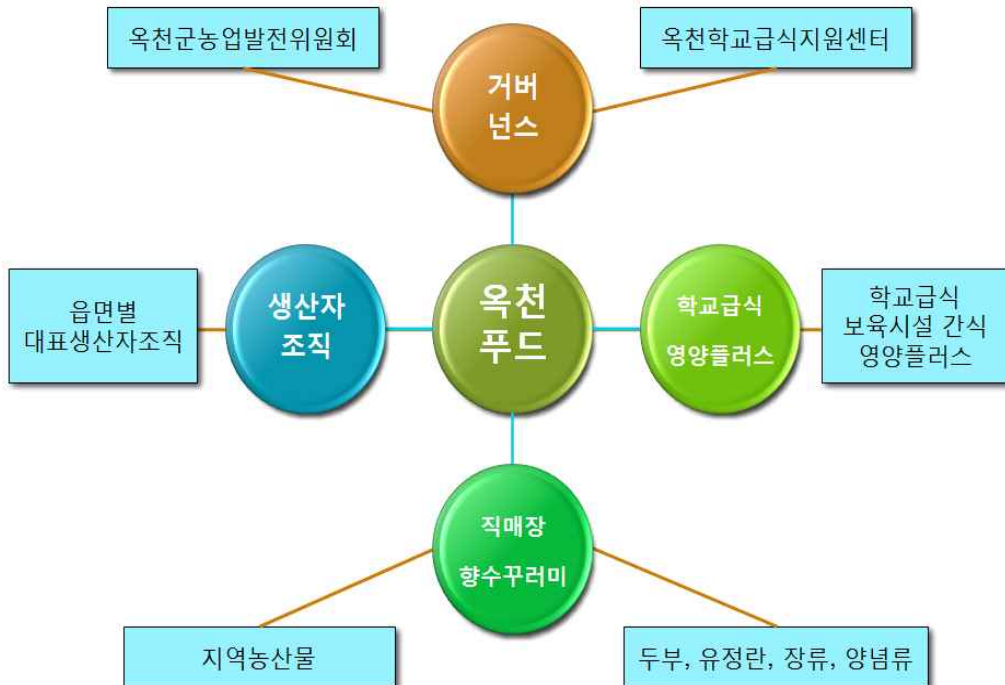 옥천군농업발전위원회
옥천학교급식지원센터
거버
넌스
읍면별
대표생산자조직
생산자
조직
옥천
푸드
학교급식
영양플러스
학교급식
보육시설 간식
영양플러스
직매장
향수꾸러미
지역농산물
두부, 유정란, 장류, 양념류